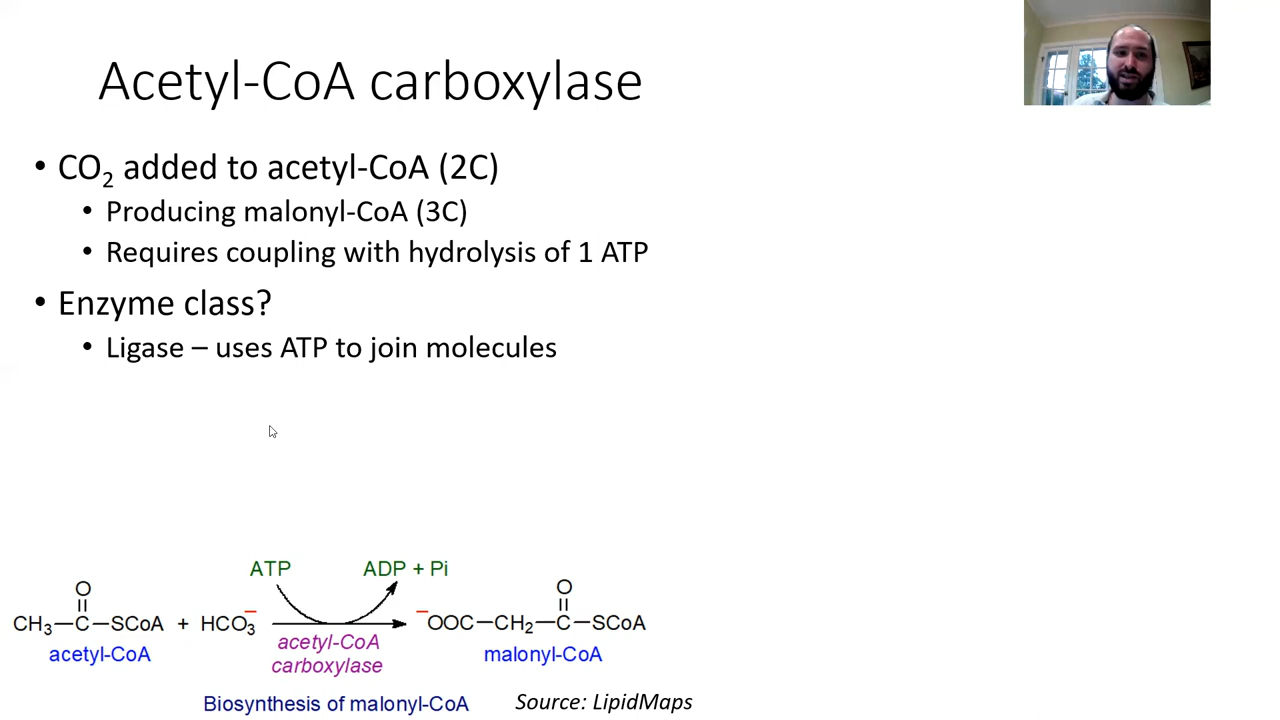 Acetyl-CoA carboxylase
• CO₂ added to acetyl-CoA (2C)
• Producing malonyl-CoA (3C)
• Requires coupling with hydrolysis of 1 ATP
• Enzyme class?
• Ligase – uses ATP to join molecules
ATP ADP + Pi
O O
CH₃—C—SCoA + HCO₃⁻ ⁻OOC—CH₂—C—SCoA
acetyl-CoA acetyl-CoA carboxylase malonyl-CoA
Biosynthesis of malonyl-CoA Source: LipidMaps